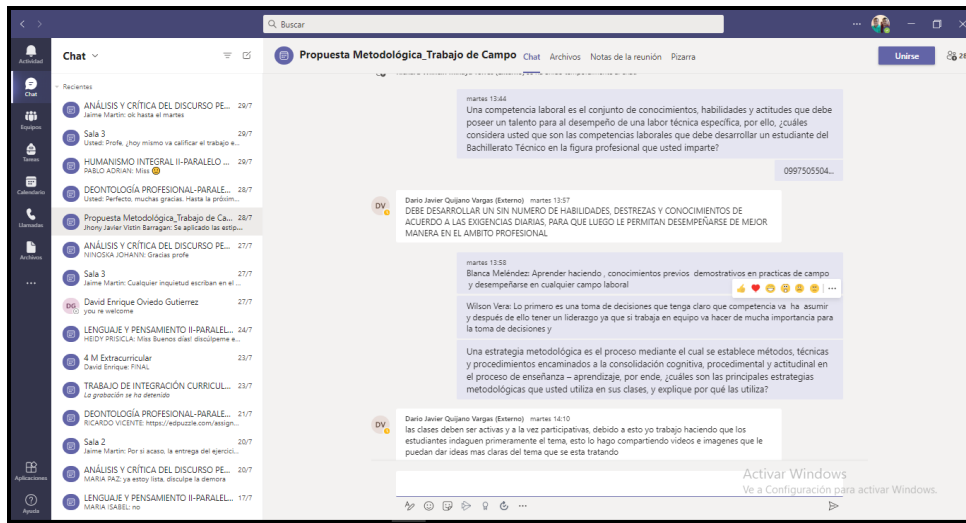 Buscar
Actividad
Chat
Equipos
Tareas
Calendario
Llamadas
Archivos
Aplicaciones
Ayuda
Chat
Recientes
ANÁLISIS Y CRÍTICA DEL DISCURSO PE... 29/7
Jaime Martin: ok hasta el martes
Sala 3 29/7
Usted: Profe, ¿hoy mismo va calificar el trabajo e...
HUMANISMO INTEGRAL II-PARALELO ... 29/7
PABLO ADRIAN: Miss
DEONTOLOGÍA PROFESIONAL-PARALE... 28/7
Usted: Perfecto, muchas gracias. Hasta la próxim...
Propuesta Metodológica_Trabajo de Ca... 28/7
Jhony Javier Vistin Barragan: Se aplicado las estip...
ANÁLISIS Y CRÍTICA DEL DISCURSO PE... 27/7
NINOSKA JOHANN: Gracias profe
Sala 3 27/7
Jaime Martin: Cualquier inquietud escriban en el ...
DG
David Enrique Oviedo Gutierrez 27/7
you re welcome
LENGUAJE Y PENSAMIENTO II-PARALEL... 24/7
HEIDY PRISICLA: Miss Buenos días! discúlpeme e...
4 M Extracurricular 23/7
David Enrique: FINAL
TRABAJO DE INTEGRACIÓN CURRICUL... 23/7
La grabación se ha detenido
DEONTOLOGÍA PROFESIONAL-PARALE... 21/7
RICARDO VICENTE: https://edpuzzle.com/assign...
Sala 2 20/7
Jaime Martin: Por si acaso, la entrega del ejercici...
ANÁLISIS Y CRÍTICA DEL DISCURSO PE... 20/7
MARIA PAZ: ya estoy lista, disculpe la demora
LENGUAJE Y PENSAMIENTO II-PARALEL... 17/7
MARIA ISABEL: no
Propuesta Metodológica_Trabajo de Campo Chat Archivos Notas de la reunión Pizarra
Unirse
28
martes 13:44
Una competencia laboral es el conjunto de conocimientos, habilidades y actitudes que debe
poseer un talento para al desempeño de una labor técnica específica, por ello, ¿cuáles
considera usted que son las competencias laborales que debe desarrollar un estudiante del
Bachillerato Técnico en la figura profesional que usted imparte?
0997505504...
DV
Dario Javier Quijano Vargas (Externo) martes 13:57
DEBE DESARROLLAR UN SIN NUMERO DE HABILIDADES, DESTREZAS Y CONOCIMIENTOS DE
ACUERDO A LAS EXIGENCIAS DIARIAS, PARA QUE LUEGO LE PERMITAN DESEMPEÑARSE DE MEJOR
MANERA EN EL AMBITO PROFESIONAL
martes 13:58
Blanca Meléndez: Aprender haciendo , conocimientos previos demostrativos en practicas de campo
y desempeñarse en cualquier campo laboral
Wilson Vera: Lo primero es una toma de decisiones que tenga claro que competencia va ha asumir
y después de ello tener un liderazgo ya que si trabaja en equipo va hacer de mucha importancia para
la toma de decisiones y
Una estrategia metodológica es el proceso mediante el cual se establece métodos, técnicas
y procedimientos encaminados a la consolidación cognitiva, procedimental y actitudinal en
el proceso de enseñanza – aprendizaje, por ende, ¿cuáles son las principales estrategias
metodológicas que usted utiliza en sus clases, y explique por qué las utiliza?
DV
Dario Javier Quijano Vargas (Externo) martes 14:10
las clases deben ser activas y a la vez participativas, debido a esto yo trabajo haciendo que los
estudiantes indaguen primeramente el tema, esto lo hago compartiendo videos e imagenes que le
puedan dar ideas mas claras del tema que se esta tratando
Activar Windows
Ve a Configuración para activar Windows.